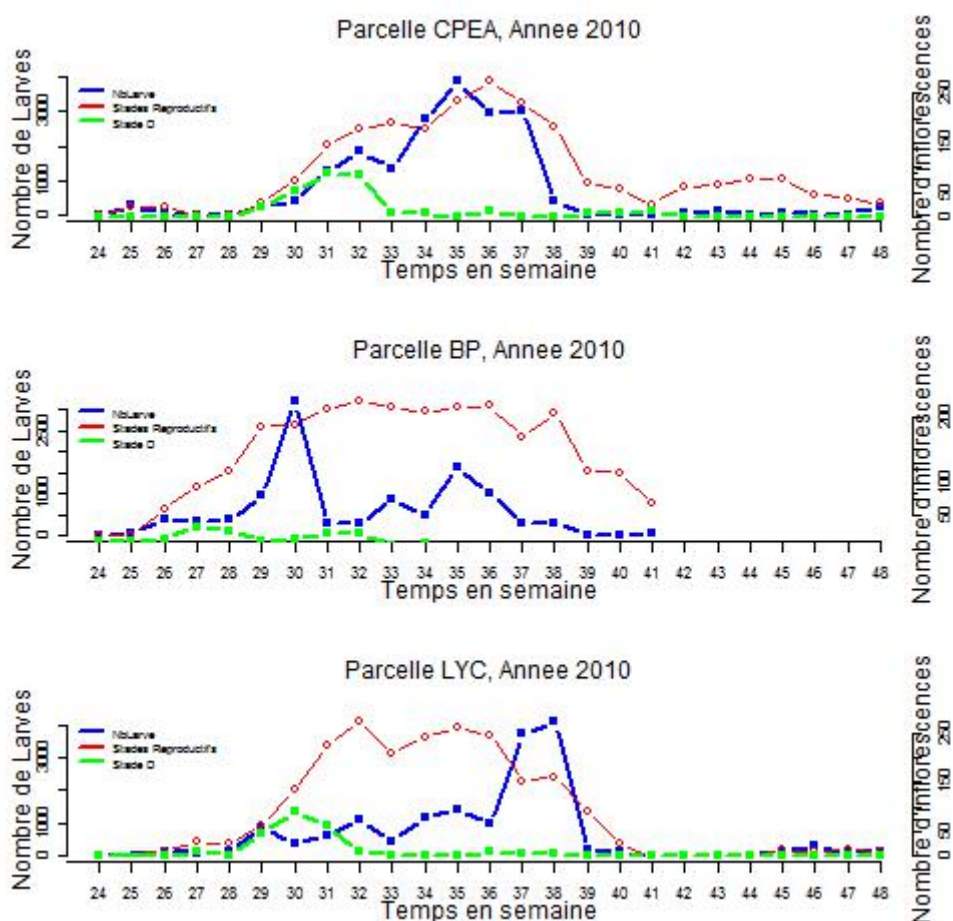 Parcelle CPEA, Annee 2010
Nombre de Larves
0 1000 3000
NbLarve
Stades Reproductifs
Stade D
Nombre d'Inflorescences
0 50 150 250
24 25 26 27 28 29 30 31 32 33 34 35 36 37 38 39 40 41 42 43 44 45 46 47 48
Temps en semaine
Parcelle BP, Annee 2010
Nombre de Larves
0 1000 2500
NbLarve
Stades Reproductifs
Stade D
Nombre d'Inflorescences
50 100 200
24 25 26 27 28 29 30 31 32 33 34 35 36 37 38 39 40 41 42 43 44 45 46 47 48
Temps en semaine
Parcelle LYC, Annee 2010
Nombre de Larves
0 1000 3000
NbLarve
Stades Reproductifs
Stade D
Nombre d'Inflorescences
0 50 150 250
24 25 26 27 28 29 30 31 32 33 34 35 36 37 38 39 40 41 42 43 44 45 46 47 48
Temps en semaine